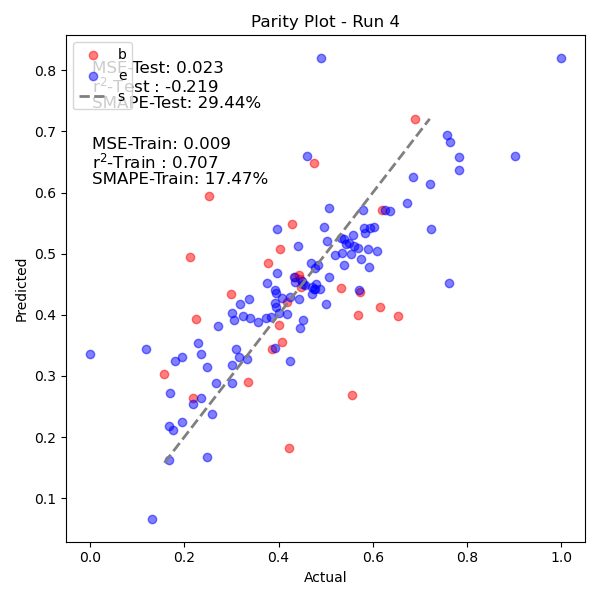 Parity Plot - Run 4
b
e
s
MSE-Test: 0.023
r²-Test : -0.219
SMAPE-Test: 29.44%
MSE-Train: 0.009
r²-Train : 0.707
SMAPE-Train: 17.47%
Predicted
0.8
0.7
0.6
0.5
0.4
0.3
0.2
0.1
0.0 0.2 0.4 0.6 0.8 1.0
Actual